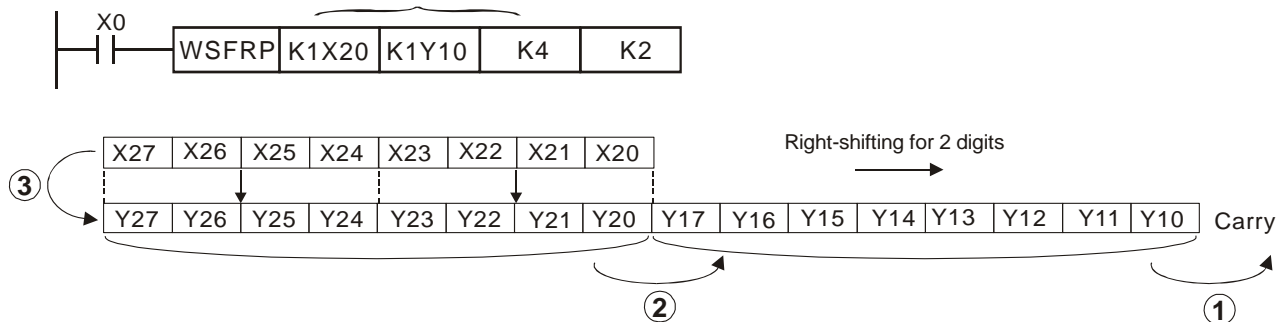 X0
WSFRP K1X20 K1Y10 K4 K2
X27 X26 X25 X24 X23 X22 X21 X20
Right-shifting for 2 digits
3
Y27 Y26 Y25 Y24 Y23 Y22 Y21 Y20 Y17 Y16 Y15 Y14 Y13 Y12 Y11 Y10 Carry
2
1